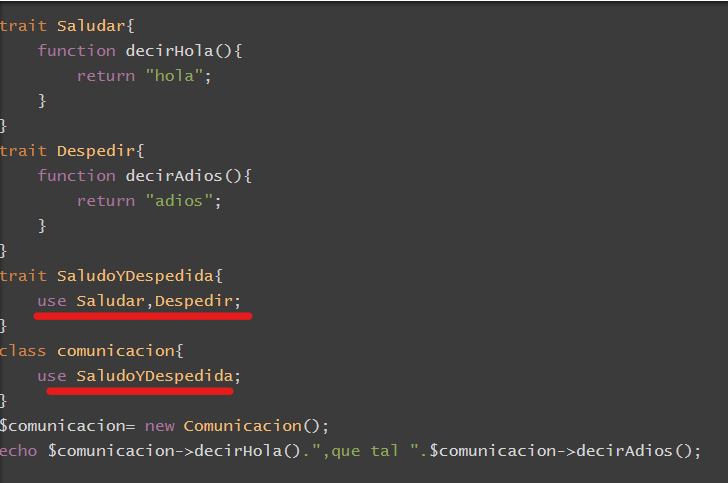 trait Saludar{
function decirHola(){
return "hola";
}
}
trait Despedir{
function decirAdios(){
return "adios";
}
}
trait SaludoYDespedida{
use Saludar,Despedir;
}
class comunicacion{
use SaludoYDespedida;
}
$comunicacion= new Comunicacion();
echo $comunicacion->decirHola().",que tal ".$comunicacion->decirAdios();